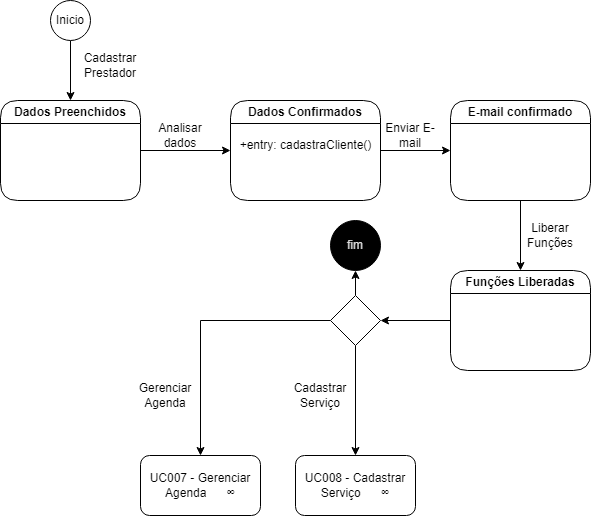 Inicio
Cadastrar
Prestador
Dados Preenchidos
Analisar
dados
Dados Confirmados
+entry: cadastraCliente()
Enviar E-
mail
E-mail confirmado
Liberar
Funções
Funções Liberadas
fim
Gerenciar
Agenda
Cadastrar
Serviço
UC007 - Gerenciar
Agenda ∞
UC008 - Cadastrar
Serviço ∞